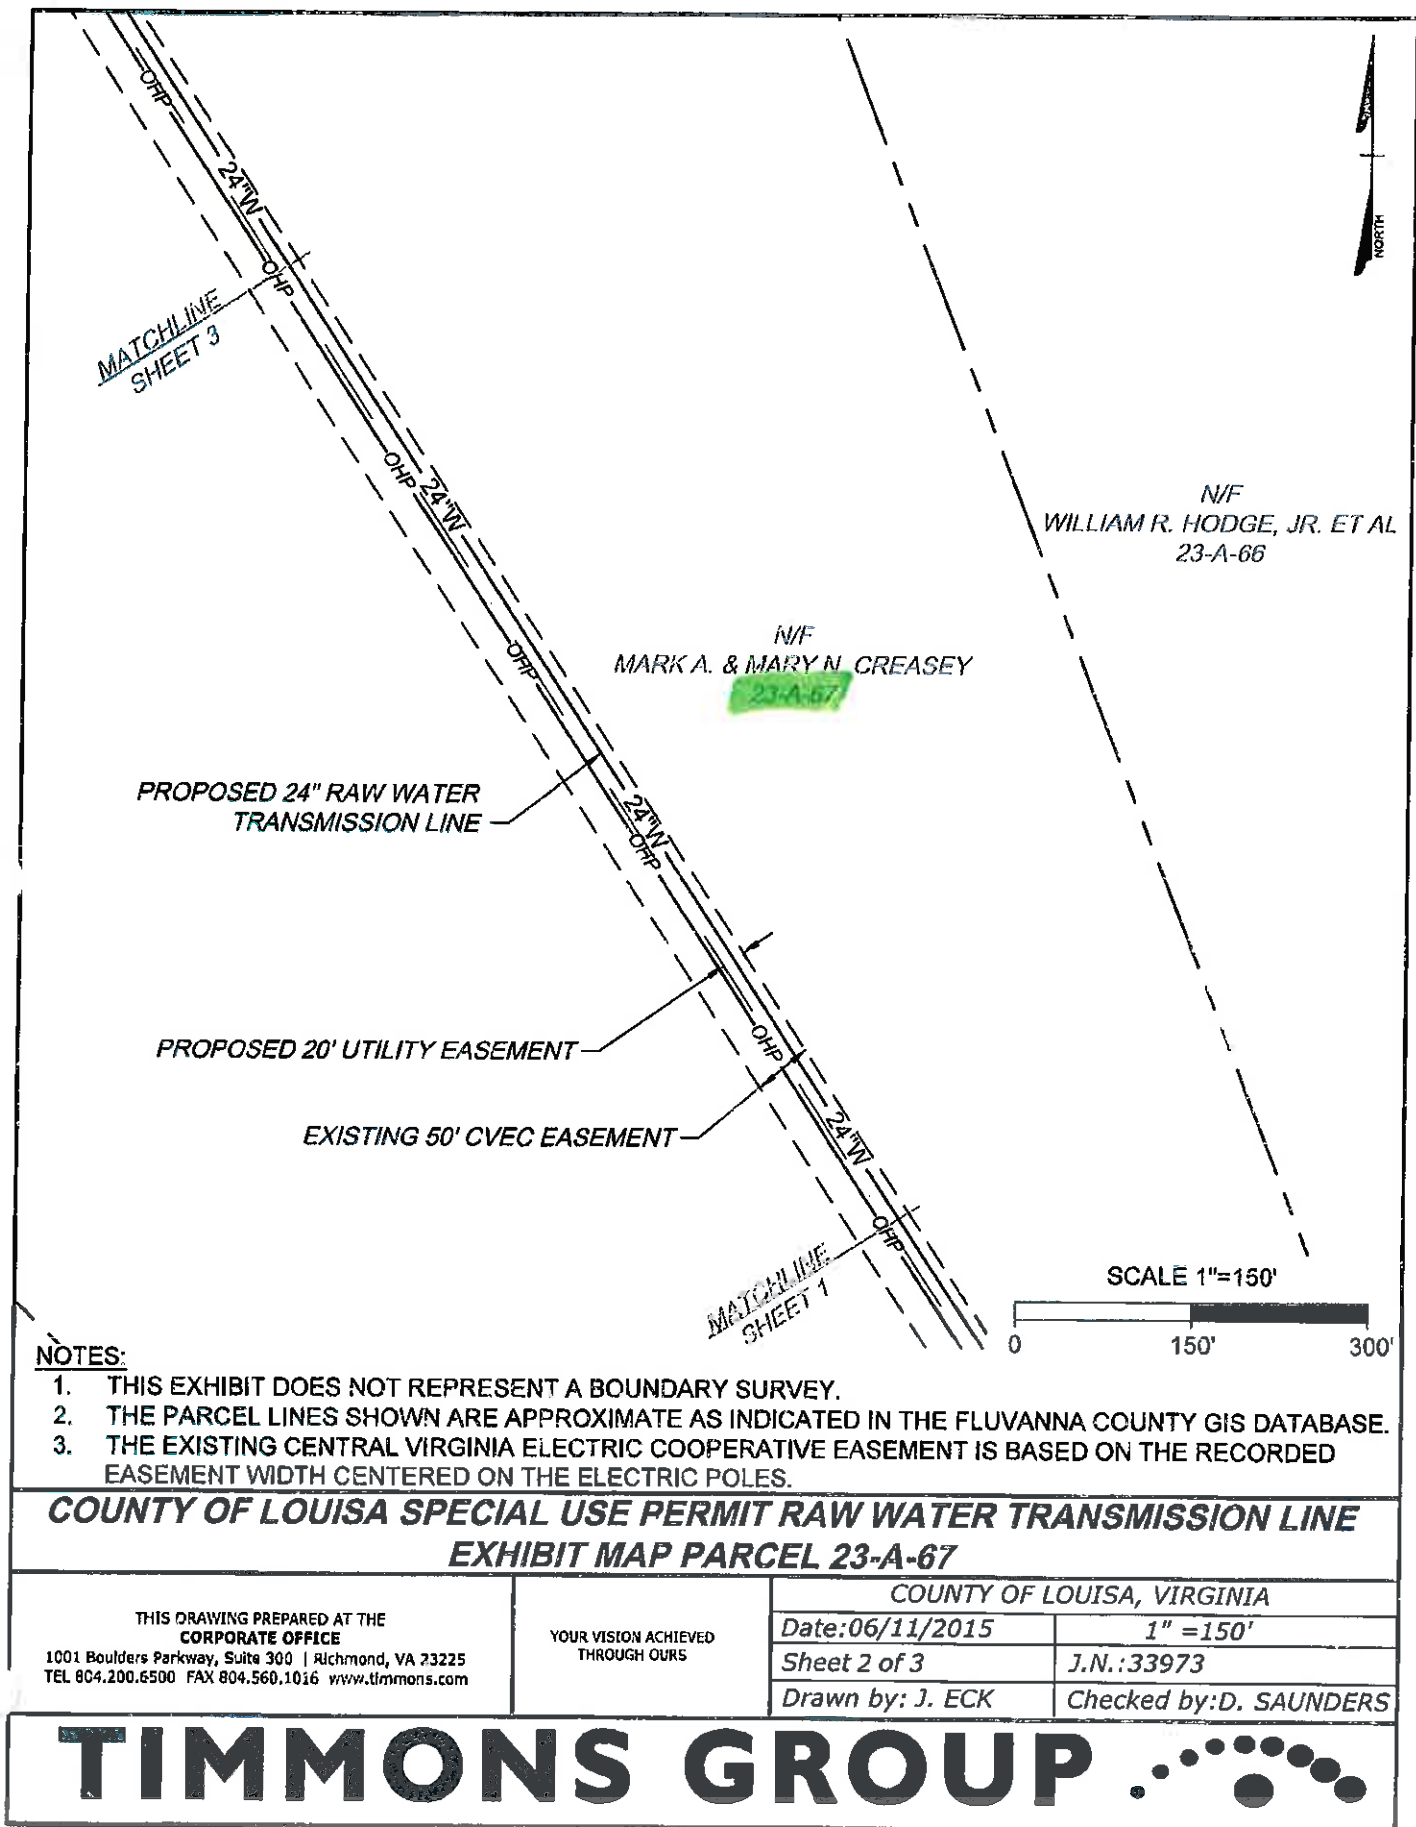 OHP
24"W
NORTH
OHP
MATCHLINE
SHEET 3
OHP
24"W
N/F
WILLIAM R. HODGE, JR. ET AL
23-A-66
N/F
MARK A. & MARY N. CREASEY
23-A-67
OHP
PROPOSED 24" RAW WATER
TRANSMISSION LINE
24"W
OHP
PROPOSED 20' UTILITY EASEMENT
OHP
EXISTING 50' CVEC EASEMENT
24"W
OHP
MATCHLINE
SHEET 1
SCALE 1"=150'
0 150' 300'
NOTES:
1. THIS EXHIBIT DOES NOT REPRESENT A BOUNDARY SURVEY.
2. THE PARCEL LINES SHOWN ARE APPROXIMATE AS INDICATED IN THE FLUVANNA COUNTY GIS DATABASE.
3. THE EXISTING CENTRAL VIRGINIA ELECTRIC COOPERATIVE EASEMENT IS BASED ON THE RECORDED
EASEMENT WIDTH CENTERED ON THE ELECTRIC POLES.
COUNTY OF LOUISA SPECIAL USE PERMIT RAW WATER TRANSMISSION LINE
EXHIBIT MAP PARCEL 23-A-67
THIS DRAWING PREPARED AT THE
CORPORATE OFFICE
1001 Boulders Parkway, Suite 300 | Richmond, VA 23225
TEL 804.200.6500 FAX 804.560.1016 www.timmons.com
YOUR VISION ACHIEVED
THROUGH OURS
COUNTY OF LOUISA, VIRGINIA
Date:06/11/2015 1" =150'
Sheet 2 of 3 J.N.:33973
Drawn by: J. ECK Checked by:D. SAUNDERS
TIMMONS GROUP